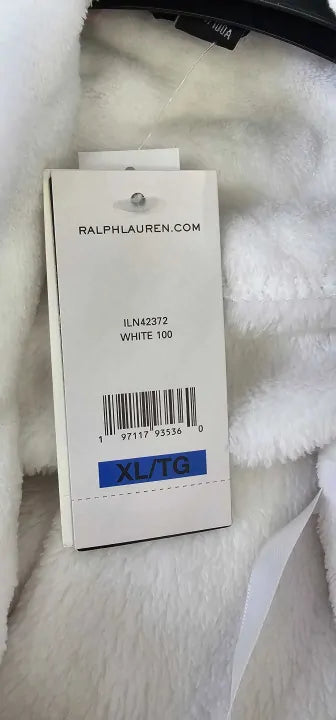 RALPHLAUREN.COM
ILN42372
WHITE 100
1 97117 93536 0
XL/TG